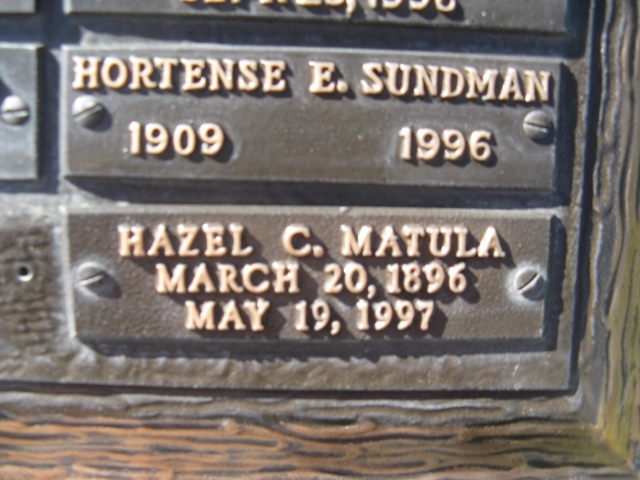 HORTENSE E. SUNDMAN
1909 1996
HAZEL C. MATULA
MARCH 20, 1896
MAY 19, 1997